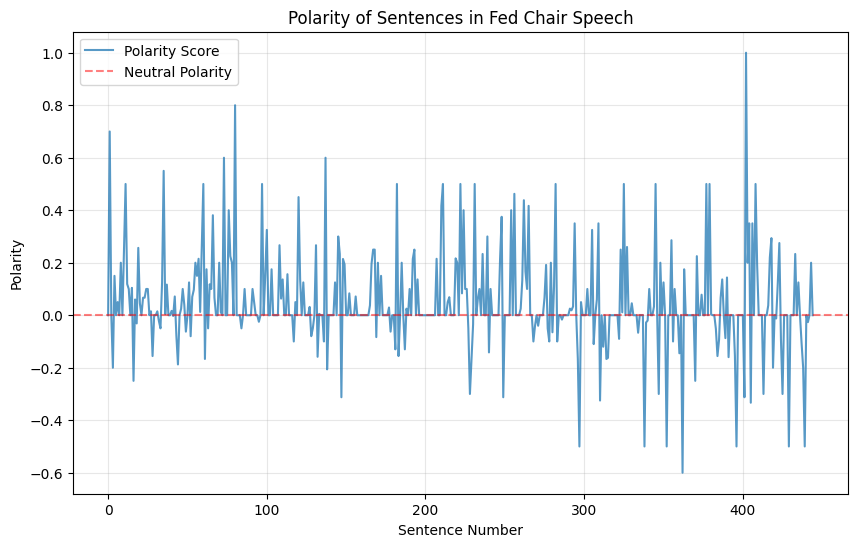 Polarity of Sentences in Fed Chair Speech
Polarity Score
Neutral Polarity
1.0
0.8
0.6
0.4
0.2
0.0
−0.2
−0.4
−0.6
Polarity
0
100
200
300
400
Sentence Number